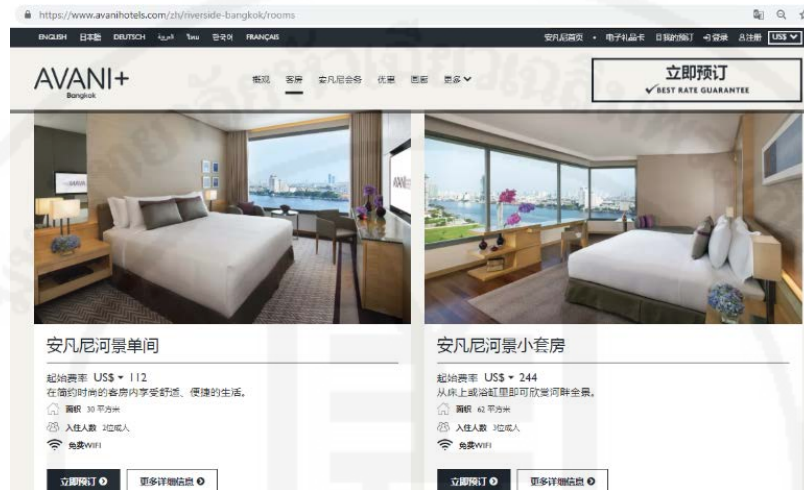 https://www.avanihotels.com/zh/riverside-bangkok/rooms
ENGLISH 日本語 DEUTSCH العربية ไทย 한국어 FRANÇAIS
安凡尼首页 • 电子礼品卡 我的预订 登录 注册 US$
AVANI+
Bangkok
概观 客房 安凡尼会务 优惠 图廊 更多
立即预订
BEST RATE GUARANTEE
安凡尼河景单间
起始费率 US$ 112
在简约时尚的客房内享受舒适、便捷的生活。
面积 30 平方米
入住人数 2位成人
免费WIFI
立即预订
更多详细信息
安凡尼河景小套房
起始费率 US$ 244
从床上或浴缸里即可欣赏河畔全景。
面积 62 平方米
入住人数 3位成人
免费WIFI
立即预订
更多详细信息